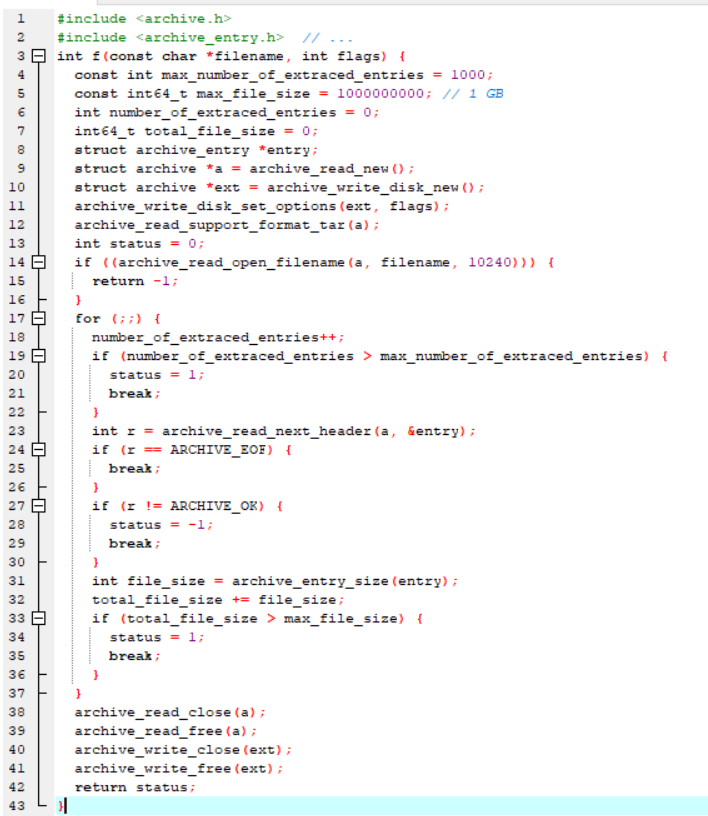 1 #include <archive.h>
2 #include <archive_entry.h>  // ...
3 int f(const char *filename, int flags) {
4   const int max_number_of_extraced_entries = 1000;
5   const int64_t max_file_size = 1000000000; // 1 GB
6   int number_of_extraced_entries = 0;
7   int64_t total_file_size = 0;
8   struct archive_entry *entry;
9   struct archive *a = archive_read_new();
10   struct archive *ext = archive_write_disk_new();
11   archive_write_disk_set_options(ext, flags);
12   archive_read_support_format_tar(a);
13   int status = 0;
14   if ((archive_read_open_filename(a, filename, 10240))) {
15     return -1;
16   }
17   for (;;) {
18     number_of_extraced_entries++;
19     if (number_of_extraced_entries > max_number_of_extraced_entries) {
20       status = 1;
21       break;
22     }
23     int r = archive_read_next_header(a, &entry);
24     if (r == ARCHIVE_EOF) {
25       break;
26     }
27     if (r != ARCHIVE_OK) {
28       status = -1;
29       break;
30     }
31     int file_size = archive_entry_size(entry);
32     total_file_size += file_size;
33     if (total_file_size > max_file_size) {
34       status = 1;
35       break;
36     }
37   }
38   archive_read_close(a);
39   archive_read_free(a);
40   archive_write_close(ext);
41   archive_write_free(ext);
42   return status;
43 }